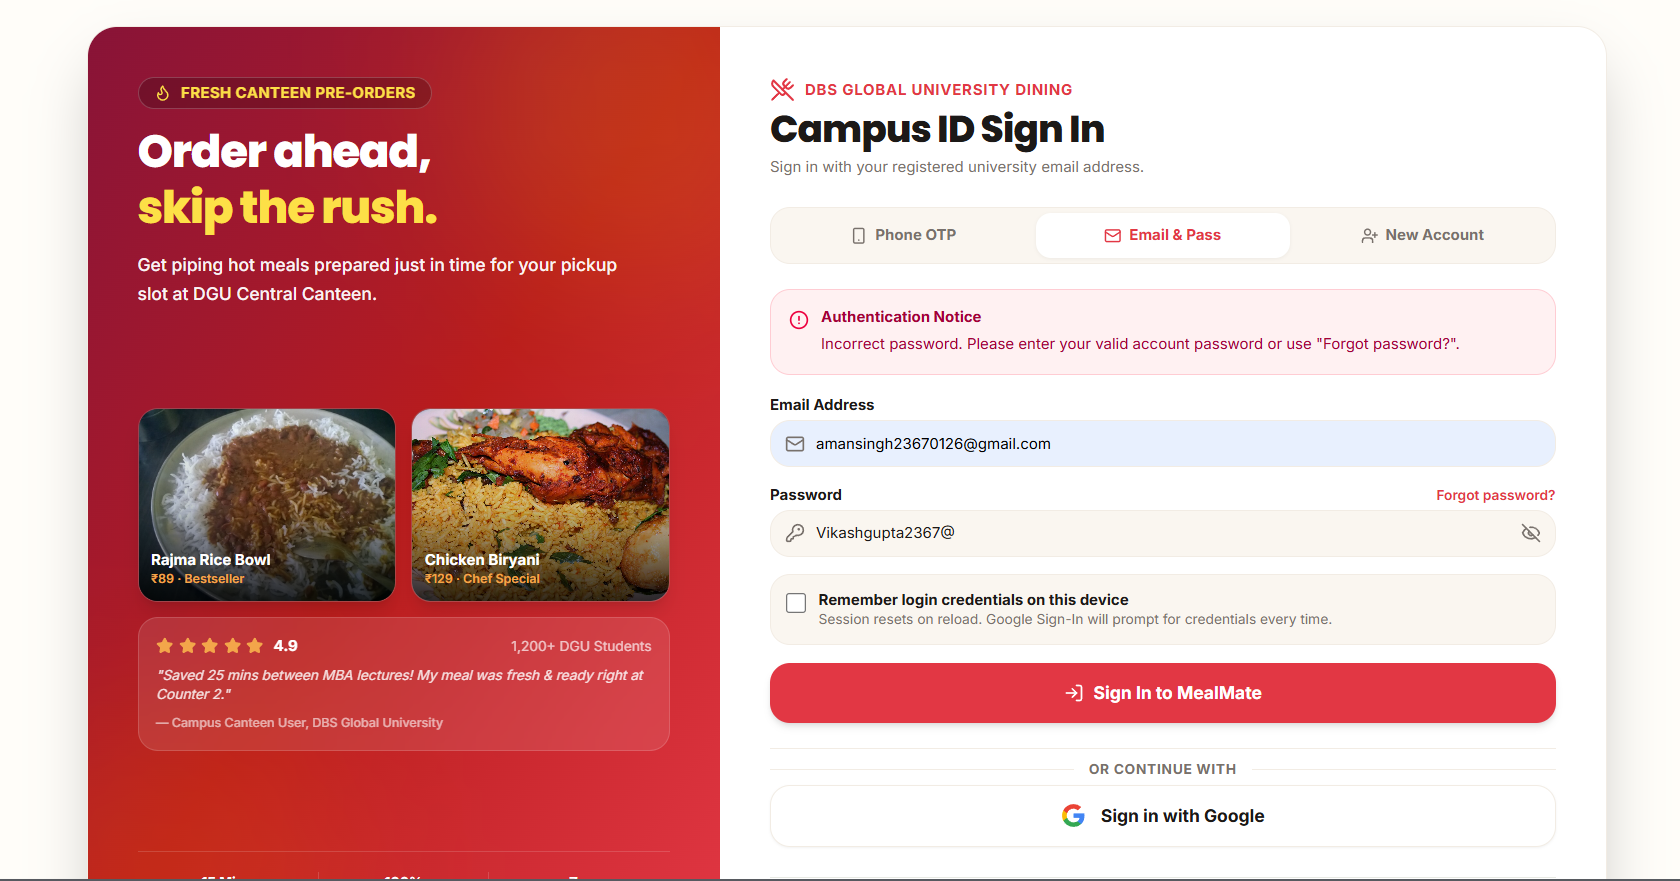 FRESH CANTEEN PRE-ORDERS
Order ahead,
skip the rush.
Get piping hot meals prepared just in time for your pickup
slot at DGU Central Canteen.
Rajma Rice Bowl
₹89 · Bestseller
Chicken Biryani
₹129 · Chef Special
4.9
1,200+ DGU Students
"Saved 25 mins between MBA lectures! My meal was fresh & ready right at
Counter 2."
— Campus Canteen User, DBS Global University
DBS GLOBAL UNIVERSITY DINING
Campus ID Sign In
Sign in with your registered university email address.
Phone OTP
Email & Pass
New Account
Authentication Notice
Incorrect password. Please enter your valid account password or use "Forgot password?".
Email Address
amansingh23670126@gmail.com
Password
Forgot password?
Vikashgupta2367@
Remember login credentials on this device
Session resets on reload. Google Sign-In will prompt for credentials every time.
Sign In to MealMate
OR CONTINUE WITH
Sign in with Google